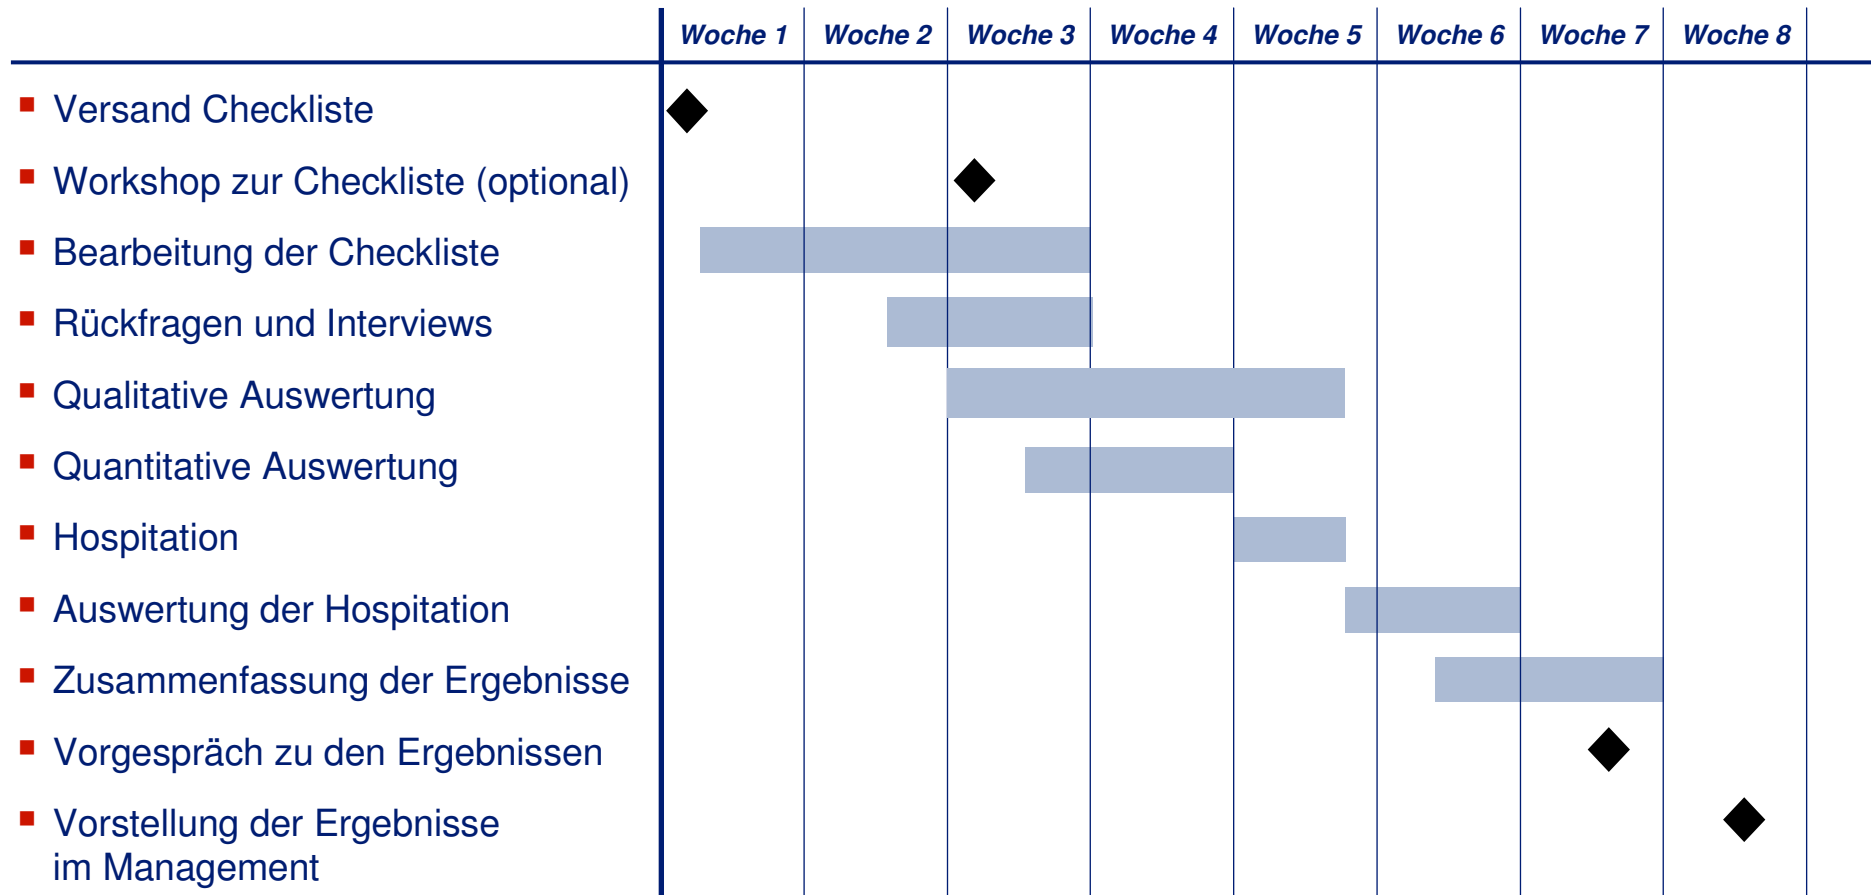 Woche 1 Woche 2 Woche 3 Woche 4 Woche 5 Woche 6 Woche 7 Woche 8
Versand Checkliste
Workshop zur Checkliste (optional)
Bearbeitung der Checkliste
Rückfragen und Interviews
Qualitative Auswertung
Quantitative Auswertung
Hospitation
Auswertung der Hospitation
Zusammenfassung der Ergebnisse
Vorgespräch zu den Ergebnissen
Vorstellung der Ergebnisse
im Management